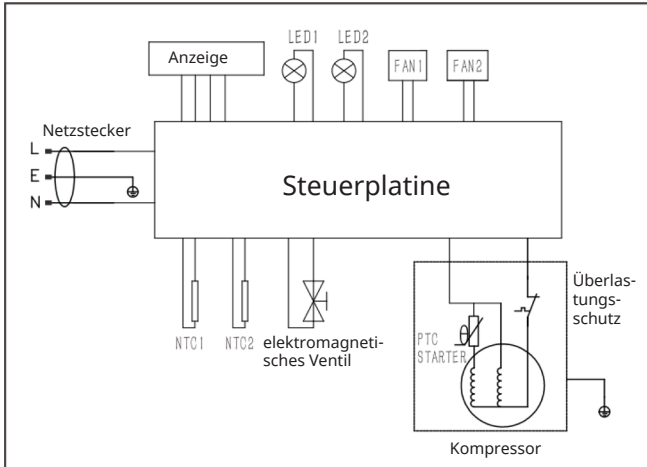 Anzeige
LED1
LED2
FAN1
FAN2
Netzstecker
L
E
N
Steuerplatine
NTC1
NTC2
elektromagneti-
sches Ventil
PTC
STARTER
Überlas-
tungs-
schutz
Kompressor